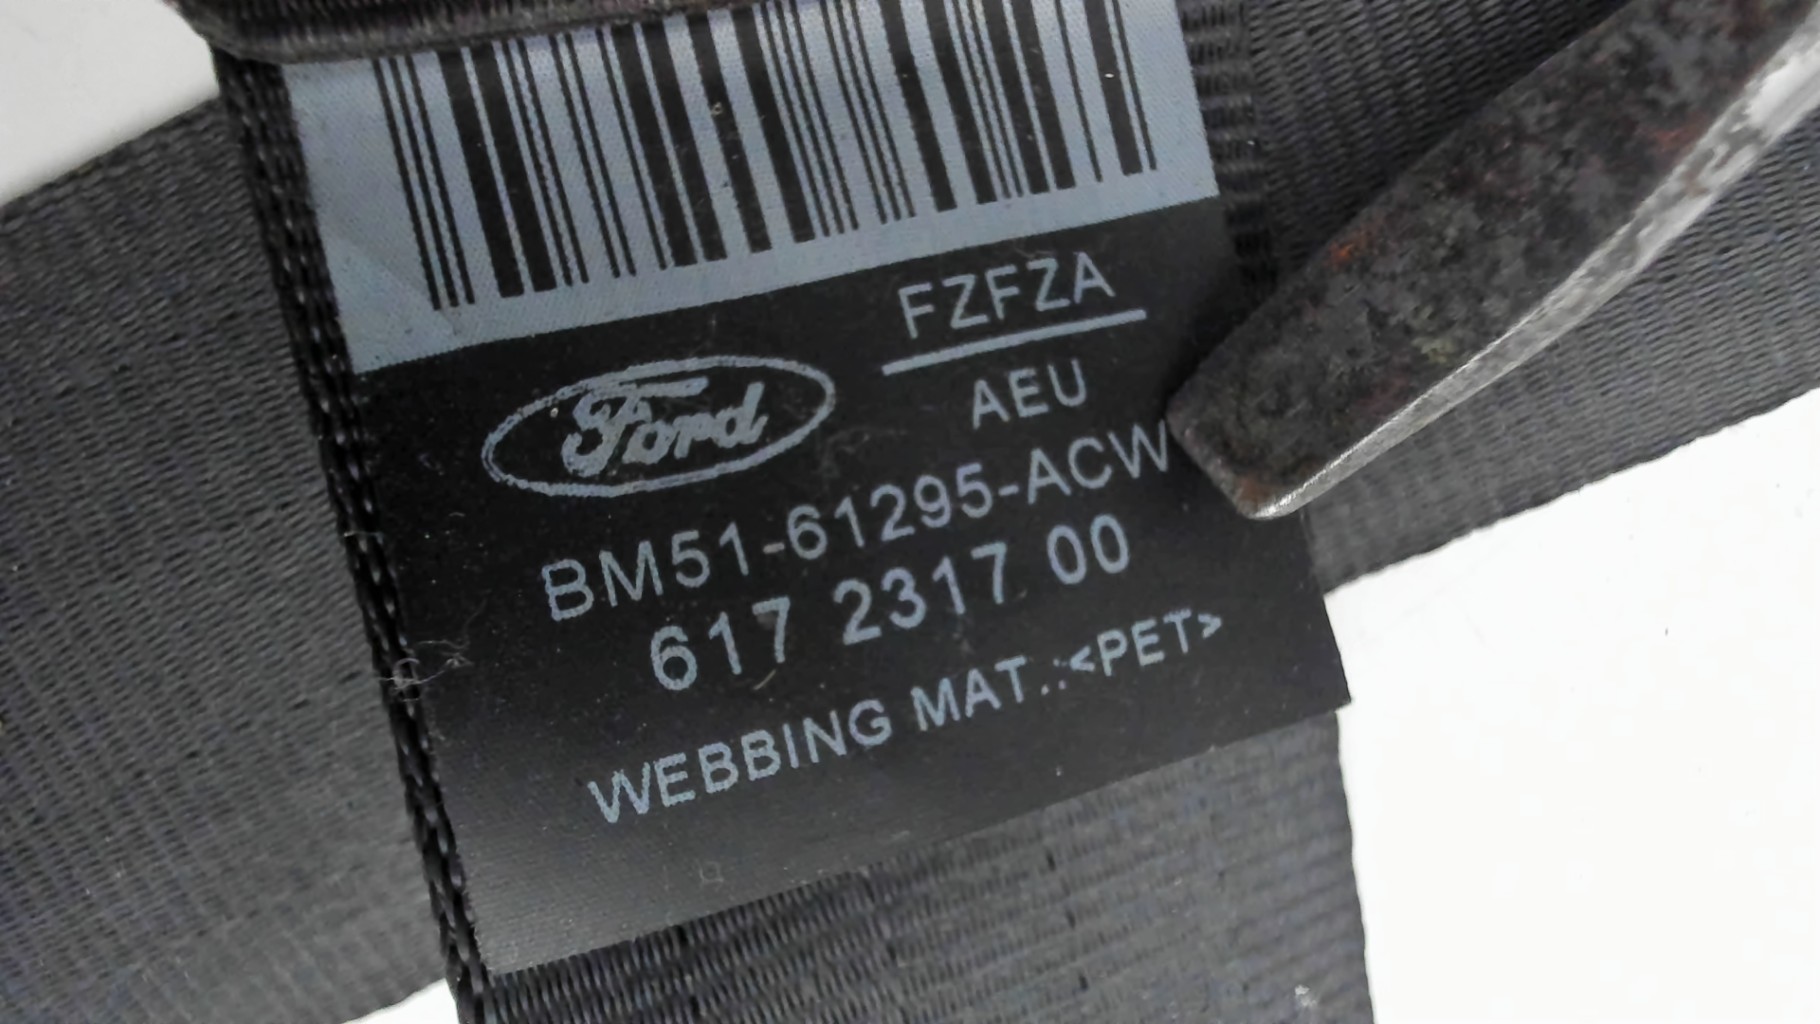 FZFZA
Ford
AEU
BM51-61295-ACW
617 2317 00
WEBBING MAT.:<PET>